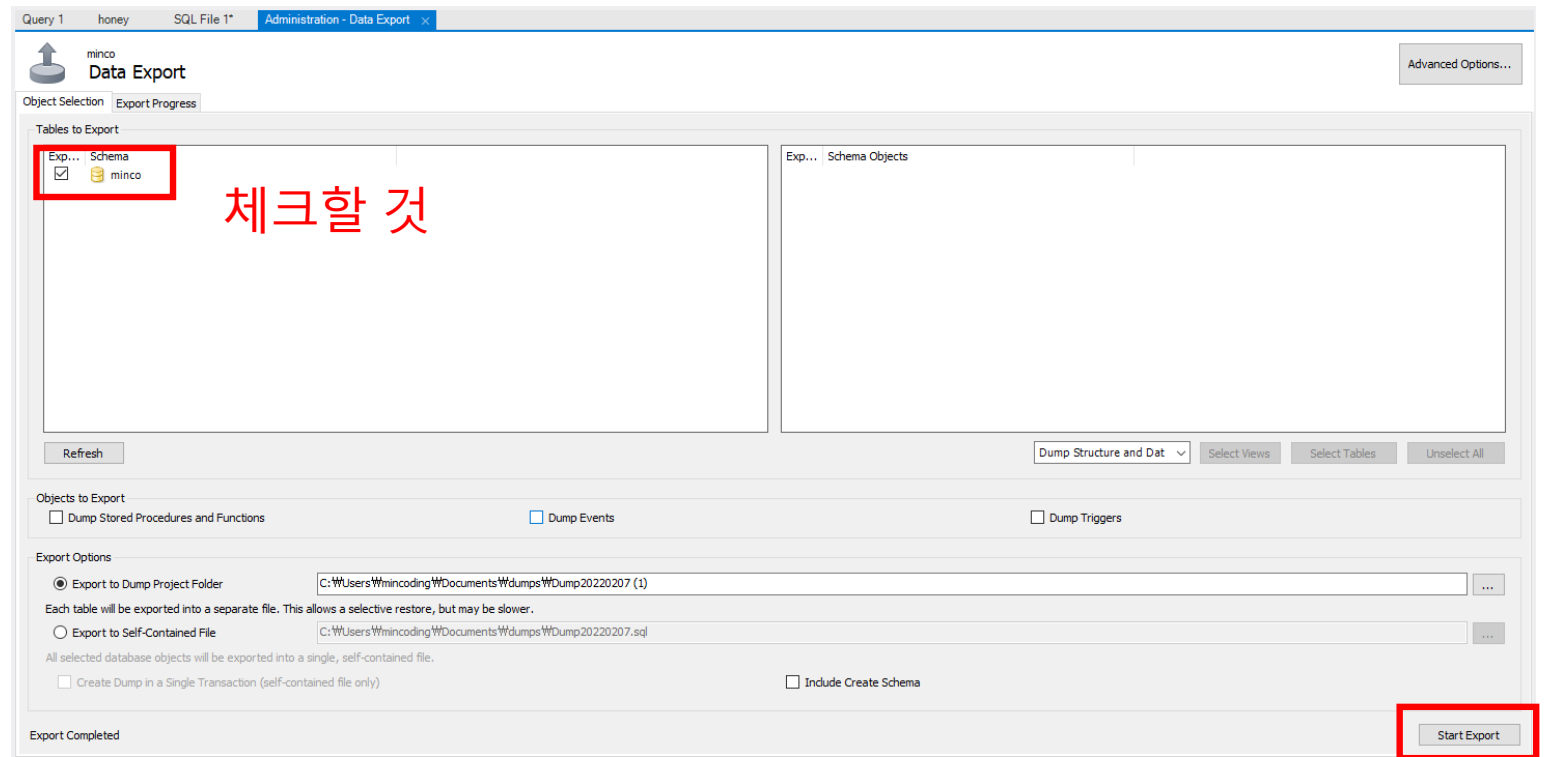 Query 1 honey SQL File 1* Administration - Data Export ×
minco
Data Export
Advanced Options...
Object Selection Export Progress
Tables to Export
Exp... Schema
minco
체크할 것
Exp... Schema Objects
Refresh
Dump Structure and Dat Select Views Select Tables Unselect All
Objects to Export
Dump Stored Procedures and Functions Dump Events Dump Triggers
Export Options
Export to Dump Project Folder C:₩Users₩mincoding₩Documents₩dumps₩Dump20220207 (1) ...
Each table will be exported into a separate file. This allows a selective restore, but may be slower.
Export to Self-Contained File C:₩Users₩mincoding₩Documents₩dumps₩Dump20220207.sql ...
All selected database objects will be exported into a single, self-contained file.
Create Dump in a Single Transaction (self-contained file only) Include Create Schema
Export Completed Start Export